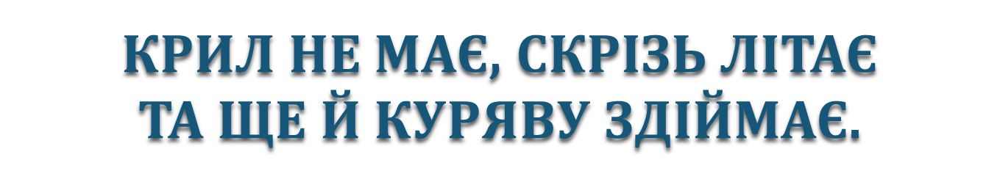 КРИЛ НЕ МАЄ, СКРІЗЬ ЛІТАЄ
ТА ЩЕ Й КУРЯВУ ЗДІЙМАЄ.